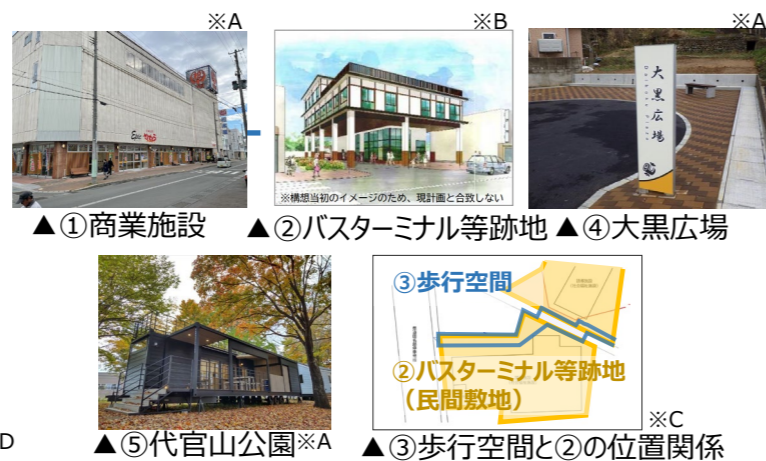 ※A
※B
※A
大黒広場
※構想当初のイメージのため、現計画と合致しない
▲①商業施設
▲②バスターミナル等跡地
▲④大黒広場
③歩行空間
②バスターミナル等跡地
（民間敷地）
※C
D
▲⑤代官山公園※A
▲③歩行空間と②の位置関係